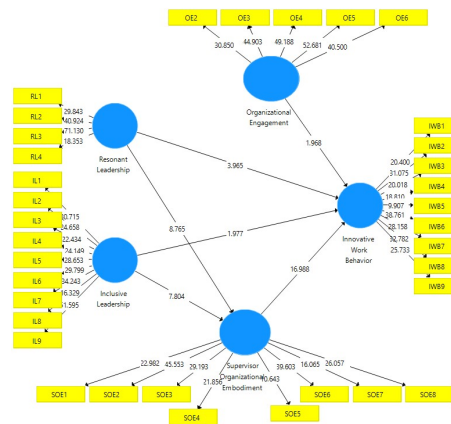 OE2
OE3
OE4
OE5
OE6
30.850
44.903
49.188
52.681
40.500
Organizational
Engagement
1.968
RL1
RL2
RL3
RL4
29.843
40.924
71.130
18.353
Resonant
Leadership
3.965
8.765
IL1
IL2
IL3
IL4
IL5
IL6
IL7
IL8
IL9
24.658
22.434
24.149
28.653
29.799
34.243
Inclusive
Leadership
1.977
7.804
IWB1
IWB2
IWB3
IWB4
IWB5
IWB6
IWB7
IWB8
IWB9
20.400
31.075
20.018
18.810
9.907
38.761
28.158
32.782
25.733
Innovative
Work
Behavior
16.988
Supervisor
Organizational
Embodiment
22.982
45.553
29.193
21.856
39.603
16.065
26.057
SOE1
SOE2
SOE3
SOE4
SOE5
SOE6
SOE7
SOE8